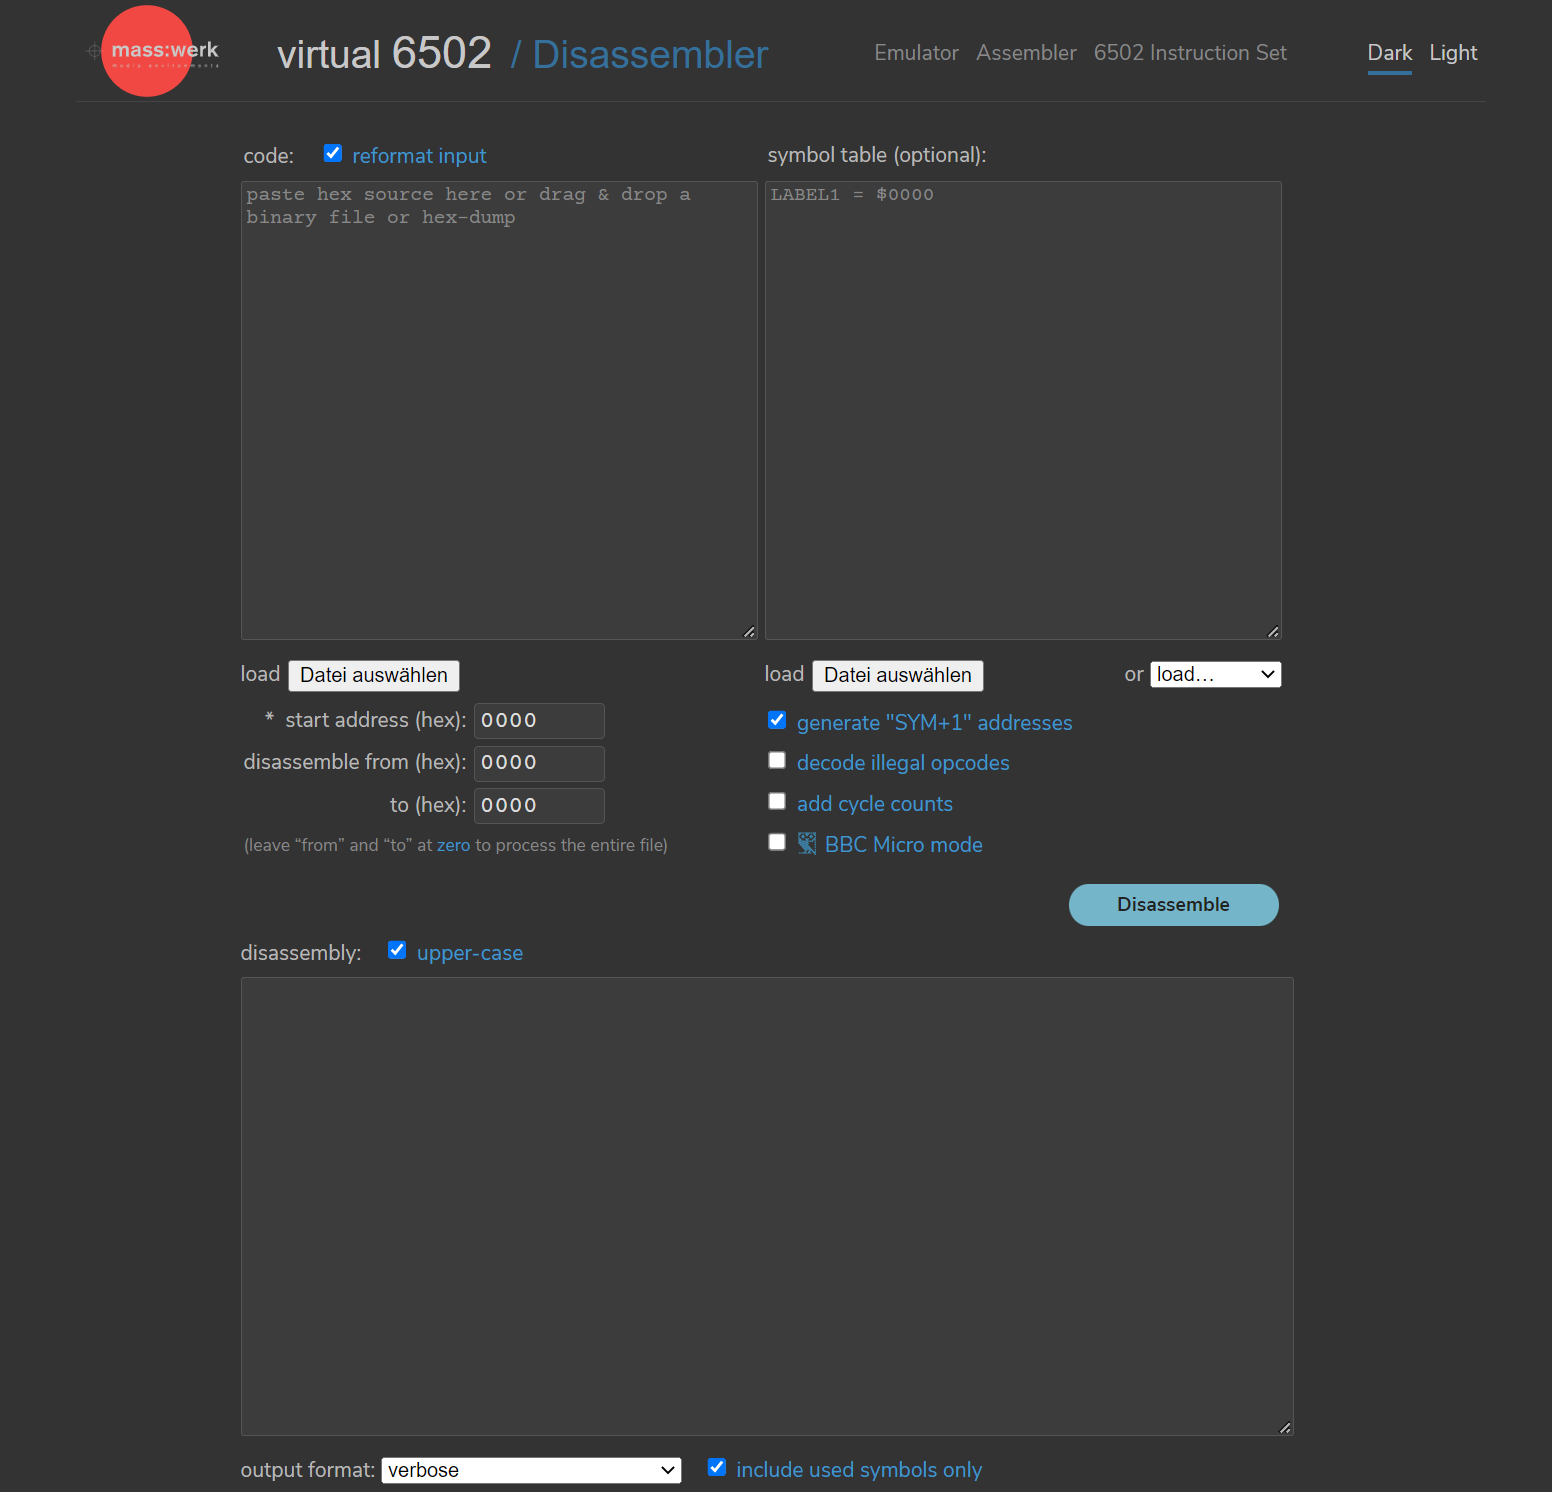 mass:werk
media environments
virtual 6502 / Disassembler
Emulator Assembler 6502 Instruction Set
Dark Light
code: reformat input
symbol table (optional):
paste hex source here or drag & drop a
binary file or hex-dump
LABEL1 = $0000
load Datei auswählen
load Datei auswählen or load...
* start address (hex): 0000
generate "SYM+1" addresses
disassemble from (hex): 0000
decode illegal opcodes
to (hex): 0000
add cycle counts
(leave “from” and “to” at zero to process the entire file)
BBC Micro mode
Disassemble
disassembly: upper-case
output format: verbose include used symbols only